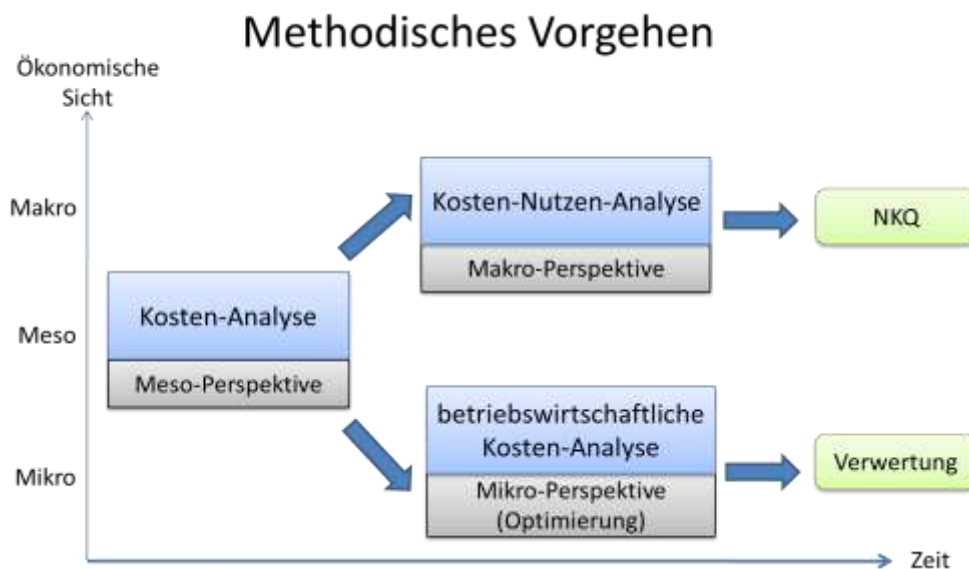 Methodisches Vorgehen
Ökonomische
Sicht
Makro
Kosten-Nutzen-Analyse
Makro-Perspektive
NKQ
Meso
Kosten-Analyse
Meso-Perspektive
Mikro
betriebswirtschaftliche
Kosten-Analyse
Mikro-Perspektive
(Optimierung)
Verwertung
Zeit